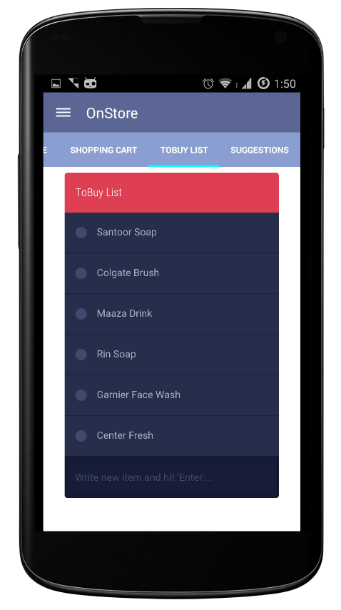 1:50
OnStore
E SHOPPING CART TOBUY LIST SUGGESTIONS
ToBuy List
Santoor Soap
Colgate Brush
Maaza Drink
Rin Soap
Garnier Face Wash
Center Fresh
Write new item and hit 'Enter'...